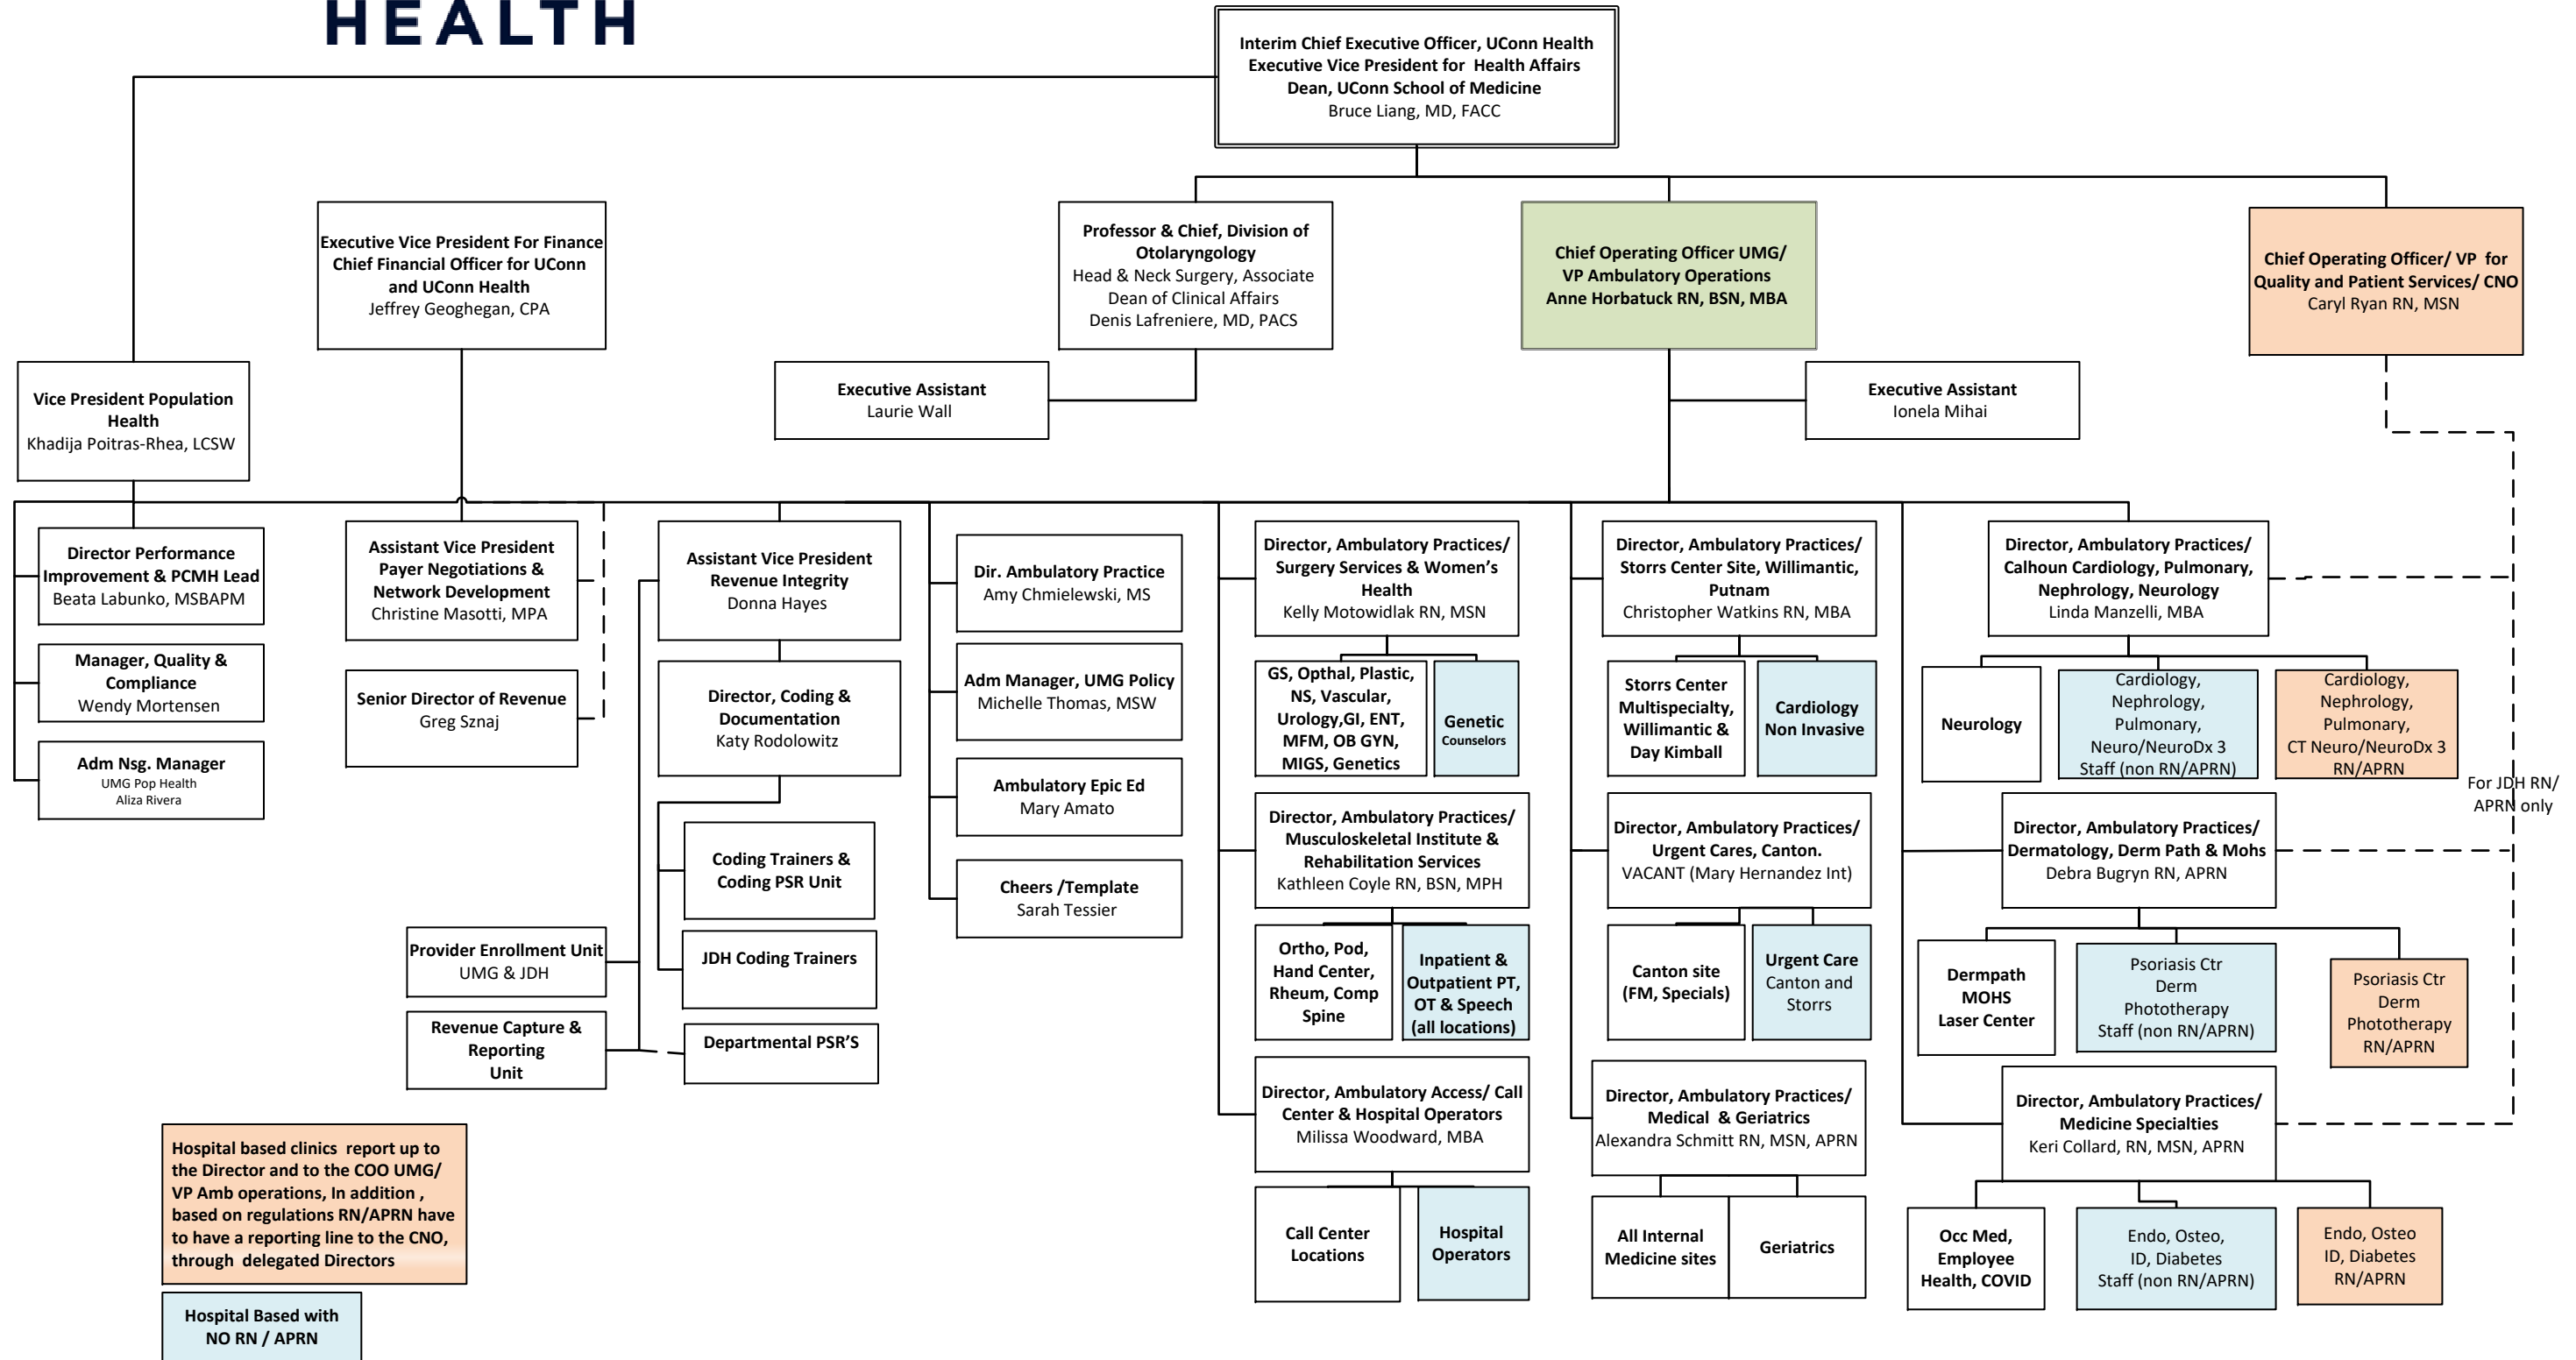 HEALTH
Interim Chief Executive Officer, UConn Health
Executive Vice President for Health Affairs
Dean, UConn School of Medicine
Bruce Liang, MD, FACC
Executive Vice President For Finance
Chief Financial Officer for UConn
and UConn Health
Jeffrey Geoghegan, CPA
Professor & Chief, Division of
Otolaryngology
Head & Neck Surgery, Associate
Dean of Clinical Affairs
Denis Lafreniere, MD, PACS
Chief Operating Officer UMG/
VP Ambulatory Operations
Anne Horbatuck RN, BSN, MBA
Chief Operating Officer/ VP for
Quality and Patient Services/ CNO
Caryl Ryan RN, MSN
Vice President Population
Health
Khadija Poitras-Rhea, LCSW
Executive Assistant
Laurie Wall
Executive Assistant
Ionela Mihai
Director Performance
Improvement & PCMH Lead
Beata Labunko, MSBAPM
Manager, Quality &
Compliance
Wendy Mortensen
Adm Nsg. Manager
UMG Pop Health
Aliza Rivera
Assistant Vice President
Payer Negotiations &
Network Development
Christine Masotti, MPA
Senior Director of Revenue
Greg Sznaj
Assistant Vice President
Revenue Integrity
Donna Hayes
Director, Coding &
Documentation
Katy Rodolowitz
Coding Trainers &
Coding PSR Unit
JDH Coding Trainers
Provider Enrollment Unit
UMG & JDH
Revenue Capture &
Reporting
Unit
Departmental PSR'S
Dir. Ambulatory Practice
Amy Chmielewski, MS
Adm Manager, UMG Policy
Michelle Thomas, MSW
Ambulatory Epic Ed
Mary Amato
Cheers /Template
Sarah Tessier
Director, Ambulatory Practices/
Surgery Services & Women's
Health
Kelly Motowidlak RN, MSN
GS, Opthal, Plastic,
NS, Vascular,
Urology,GI, ENT,
MFM, OB GYN,
MIGS, Genetics
Genetic
Counselors
Director, Ambulatory Practices/
Musculoskeletal Institute &
Rehabilitation Services
Kathleen Coyle RN, BSN, MPH
Ortho, Pod,
Hand Center,
Rheum, Comp
Spine
Inpatient &
Outpatient PT,
OT & Speech
(all locations)
Director, Ambulatory Access/ Call
Center & Hospital Operators
Milissa Woodward, MBA
Call Center
Locations
Hospital
Operators
Director, Ambulatory Practices/
Storrs Center Site, Willimantic,
Putnam
Christopher Watkins RN, MBA
Storrs Center
Multispecialty,
Willimantic &
Day Kimball
Cardiology
Non Invasive
Director, Ambulatory Practices/
Urgent Cares, Canton.
VACANT (Mary Hernandez Int)
Canton site
(FM, Specials)
Urgent Care
Canton and
Storrs
Director, Ambulatory Practices/
Medical & Geriatrics
Alexandra Schmitt RN, MSN, APRN
All Internal
Medicine sites
Geriatrics
Director, Ambulatory Practices/
Calhoun Cardiology, Pulmonary,
Nephrology, Neurology
Linda Manzelli, MBA
Neurology
Cardiology,
Nephrology,
Pulmonary,
Neuro/NeuroDx 3
Staff (non RN/APRN)
Cardiology,
Nephrology,
Pulmonary,
CT Neuro/NeuroDx 3
RN/APRN
For JDH RN/
APRN only
Director, Ambulatory Practices/
Dermatology, Derm Path & Mohs
Debra Bugryn RN, APRN
Dermpath
MOHS
Laser Center
Psoriasis Ctr
Derm
Phototherapy
Staff (non RN/APRN)
Psoriasis Ctr
Derm
Phototherapy
RN/APRN
Director, Ambulatory Practices/
Medicine Specialties
Keri Collard, RN, MSN, APRN
Occ Med,
Employee
Health, COVID
Endo, Osteo,
ID, Diabetes
Staff (non RN/APRN)
Endo, Osteo
ID, Diabetes
RN/APRN
Hospital based clinics report up to
the Director and to the COO UMG/
VP Amb operations, In addition ,
based on regulations RN/APRN have
to have a reporting line to the CNO,
through delegated Directors
Hospital Based with
NO RN / APRN